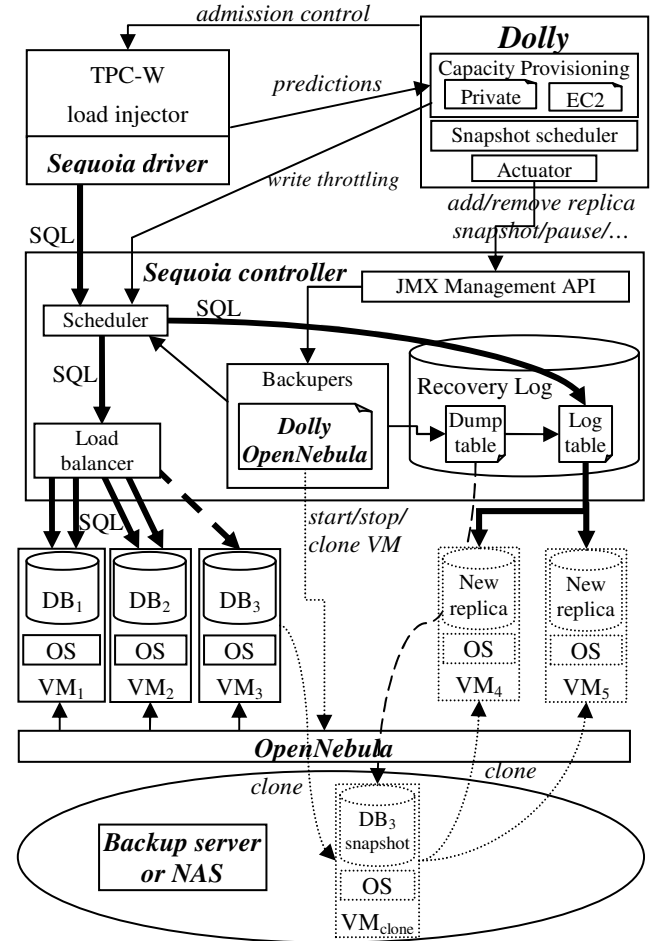 admission control
Dolly
Capacity Provisioning
Private
EC2
Snapshot scheduler
Actuator
TPC-W
load injector
Sequoia driver
predictions
write throttling
add/remove replica
snapshot/pause/…
SQL
Sequoia controller
JMX Management API
Scheduler
SQL
SQL
Backupers
Dolly
OpenNebula
Recovery Log
Dump
table
Log
table
Load
balancer
SQL
start/stop/
clone VM
DB1
OS
VM1
DB2
OS
VM2
DB3
OS
VM3
New
replica
OS
VM4
New
replica
OS
VM5
OpenNebula
clone
clone
Backup server
or NAS
DB3
snapshot
OS
VMclone